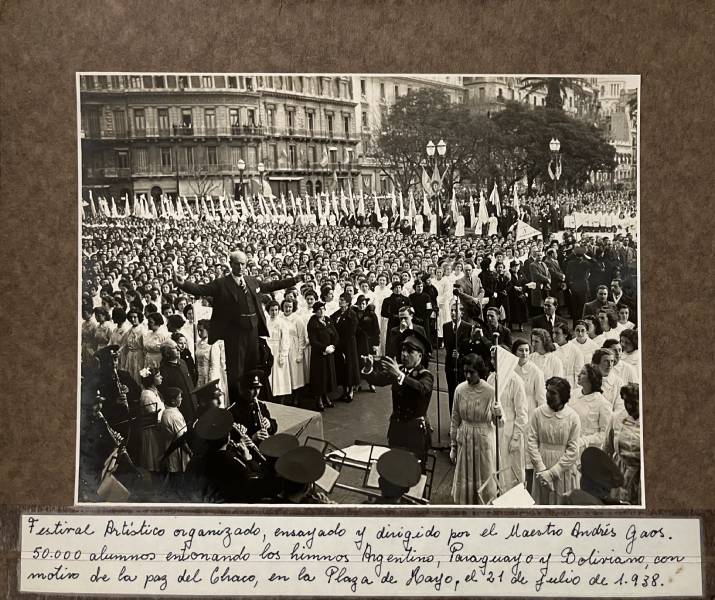 Festival Artístico organizado, ensayado y dirigido por el Maestro Andrés Gaos.
50.000 alumnos entonando los himnos Argentino, Paraguayo y Boliviano, con
motivo de la paz del Chaco, en la Plaza de Mayo, el 21 de julio de 1.938.